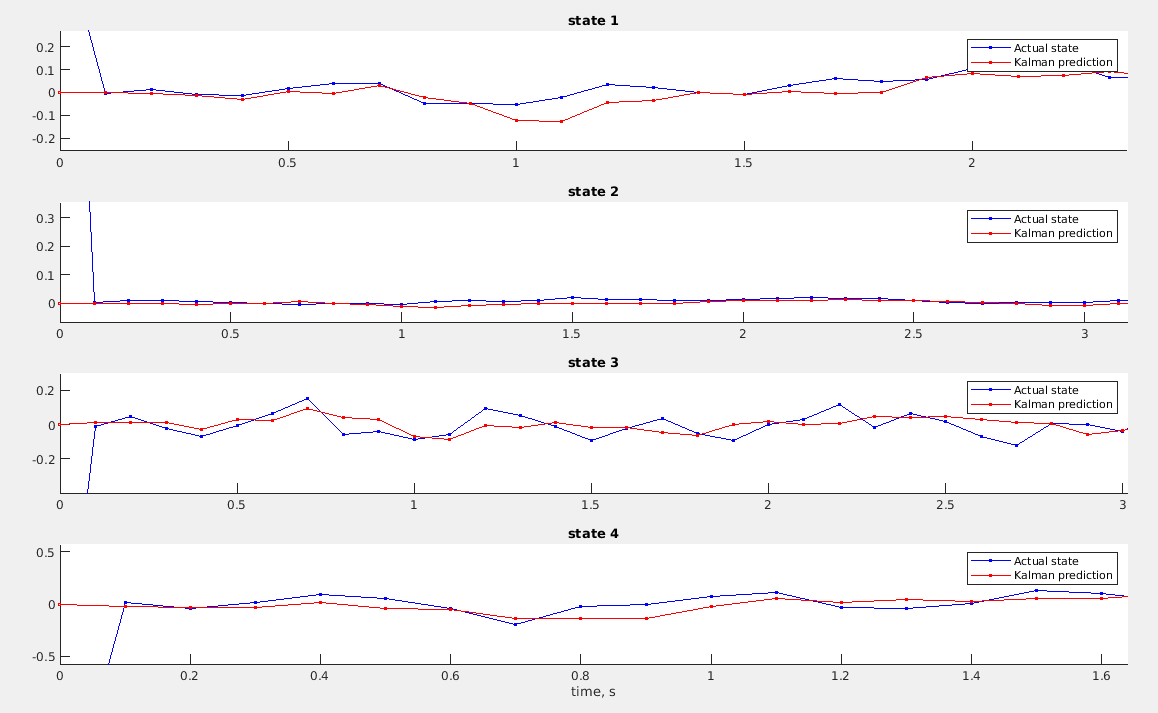 state 1
0.2
0.1
0
-0.1
-0.2
Actual state
Kalman prediction
0 0.5 1 1.5 2
state 2
0.3
0.2
0.1
0
Actual state
Kalman prediction
0 0.5 1 1.5 2 2.5 3
state 3
0.2
0
-0.2
Actual state
Kalman prediction
0 0.5 1 1.5 2 2.5 3
state 4
0.5
0
-0.5
Actual state
Kalman prediction
0 0.2 0.4 0.6 0.8 1 1.2 1.4 1.6
time, s